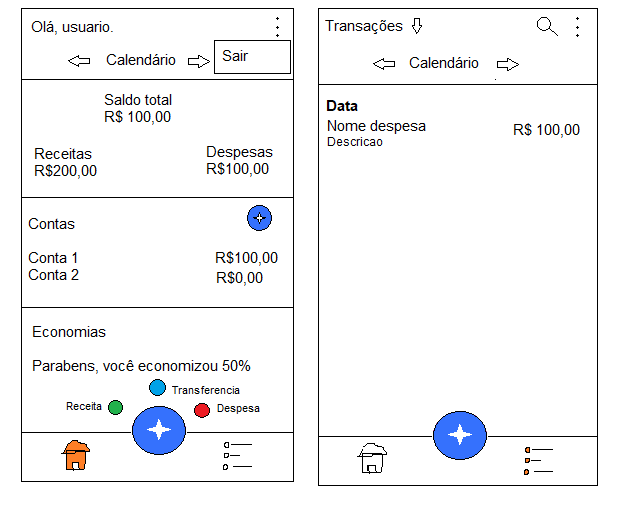 Olá, usuario.
Calendário
Sair
Saldo total
R$ 100,00
Receitas
R$200,00
Despesas
R$100,00
Contas
Conta 1
R$100,00
Conta 2
R$0,00
Economias
Parabens, você economizou 50%
Transferencia
Receita
Despesa
Transações
Calendário
Data
Nome despesa
R$ 100,00
Descricao